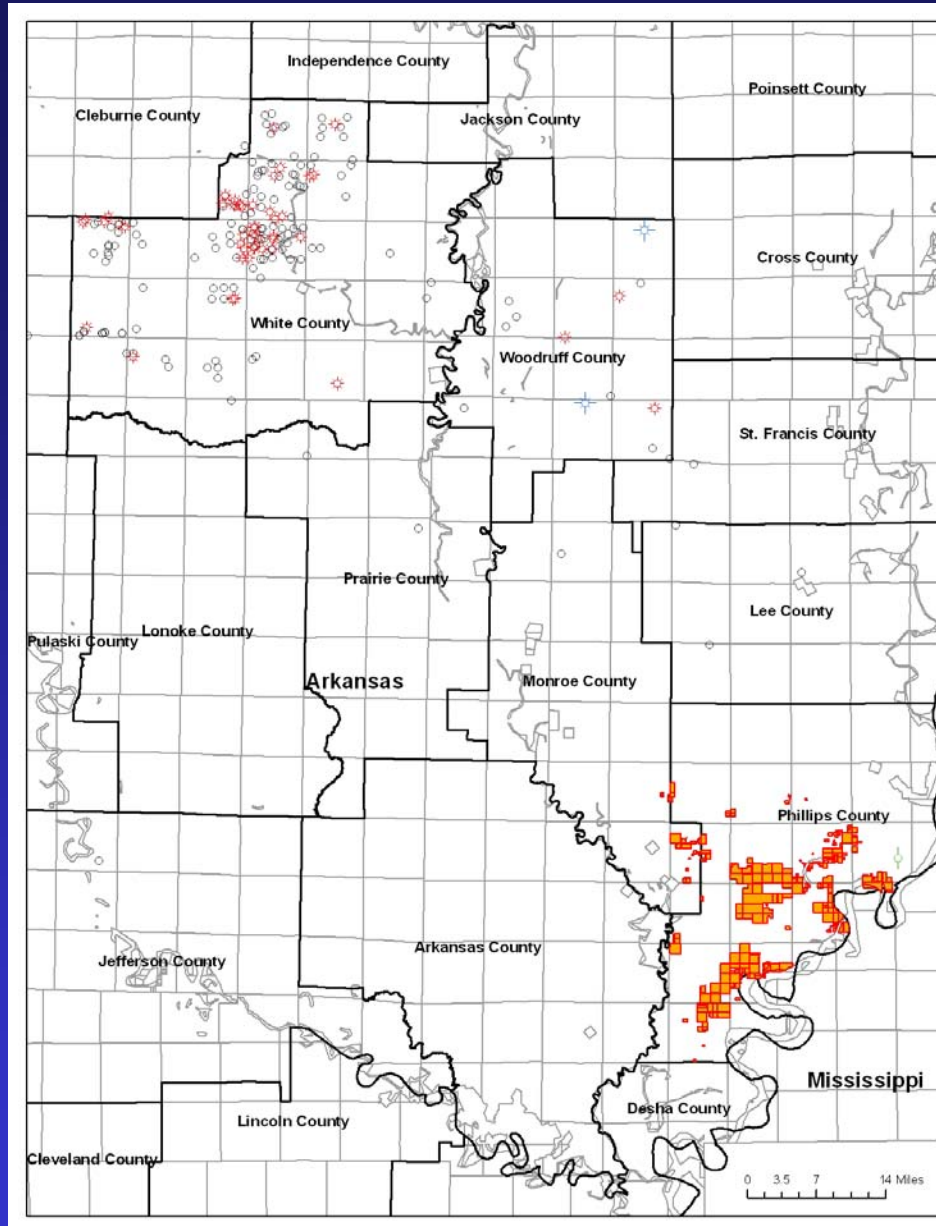 Independence County
Poinsett County
Cleburne County
Jackson County
Cross County
White County
Woodruff County
St. Francis County
Prairie County
Lee County
Lonoke County
Pulaski County
Arkansas
Monroe County
Phillips County
Arkansas County
Jefferson County
Mississippi
Desha County
Lincoln County
Cleveland County
0 3.5 7 14 Miles